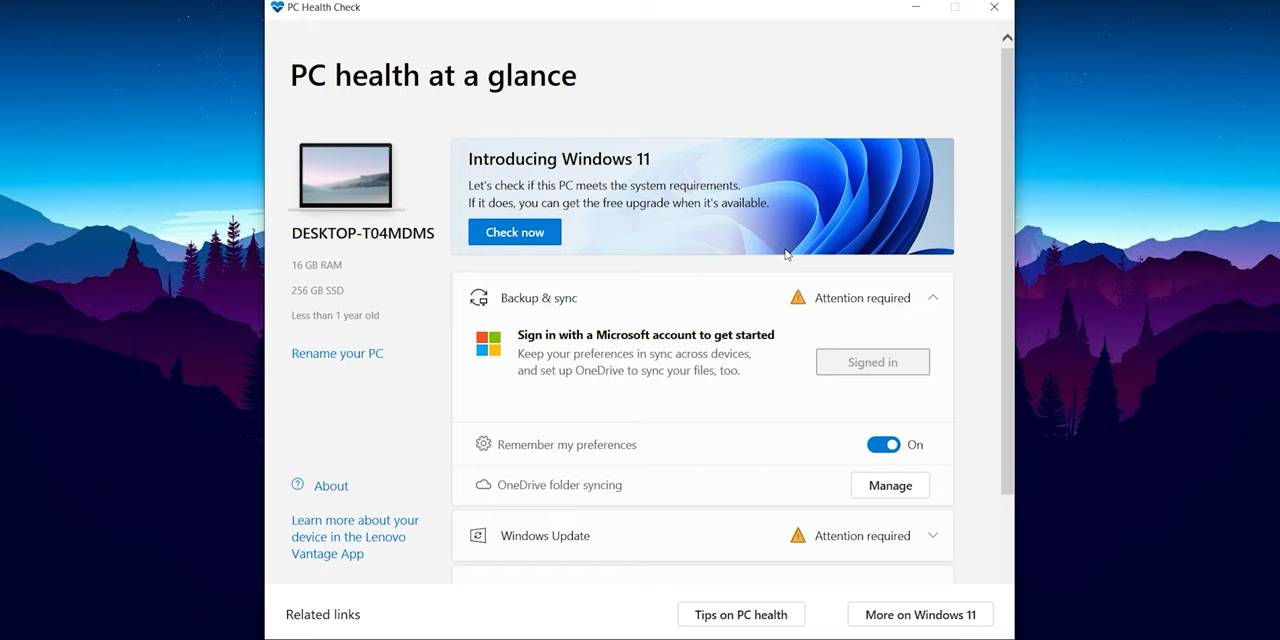 PC Health Check
PC health at a glance
DESKTOP-T04MDMS
16 GB RAM
256 GB SSD
Less than 1 year old
Rename your PC
About
Learn more about your
device in the Lenovo
Vantage App
Introducing Windows 11
Let's check if this PC meets the system requirements.
If it does, you can get the free upgrade when it's available.
Check now
Backup & sync
Attention required
Sign in with a Microsoft account to get started
Keep your preferences in sync across devices,
and set up OneDrive to sync your files, too.
Signed in
Remember my preferences
On
OneDrive folder syncing
Manage
Windows Update
Attention required
Related links
Tips on PC health
More on Windows 11